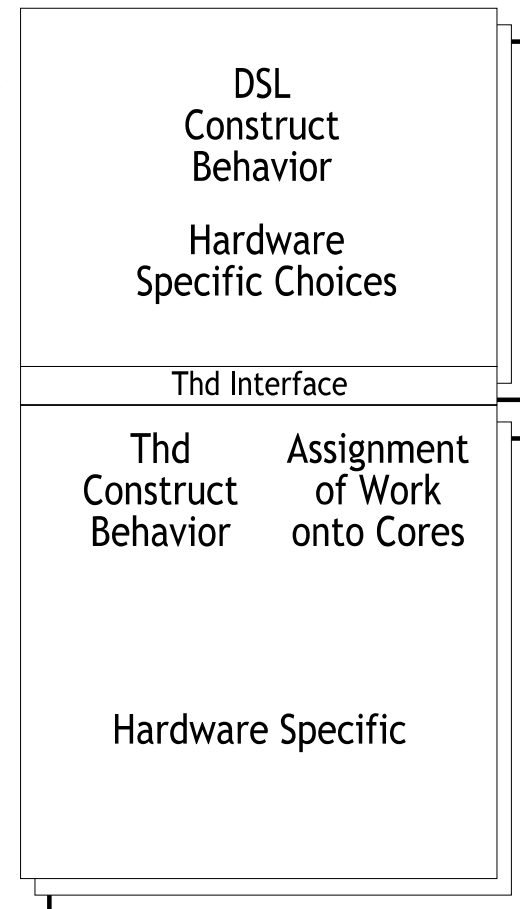 DSL
Construct
Behavior
Hardware
Specific Choices
Thd Interface
Thd
Construct
Behavior
Assignment
of Work
onto Cores
Hardware Specific